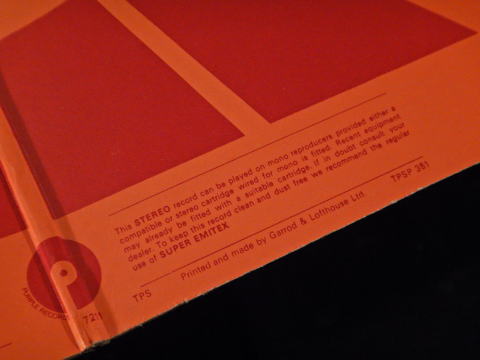 This STEREO record can be played on mono reproducers provided either a
compatible or stereo cartridge wired for mono is fitted. Recent equipment
may already be fitted with a suitable cartridge. If in doubt consult your
dealer. To keep this record clean and dust free we recommend the regular
use of SUPER EMITEX
TPS Printed and made by Garrod & Lofthouse Ltd. TPSP 351
PURPLE RECORDS